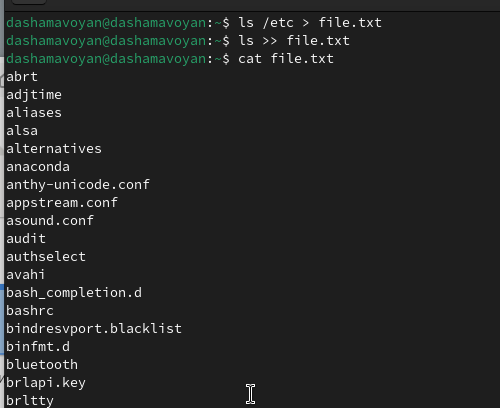 dashamavoyan@dashamavoyan:~$ ls /etc > file.txt
dashamavoyan@dashamavoyan:~$ ls >> file.txt
dashamavoyan@dashamavoyan:~$ cat file.txt
abrt
adjtime
aliases
alsa
alternatives
anaconda
anthy-unicode.conf
appstream.conf
asound.conf
audit
authselect
avahi
bash_completion.d
bashrc
bindresvport.blacklist
binfmt.d
bluetooth
brlapi.key
brltty